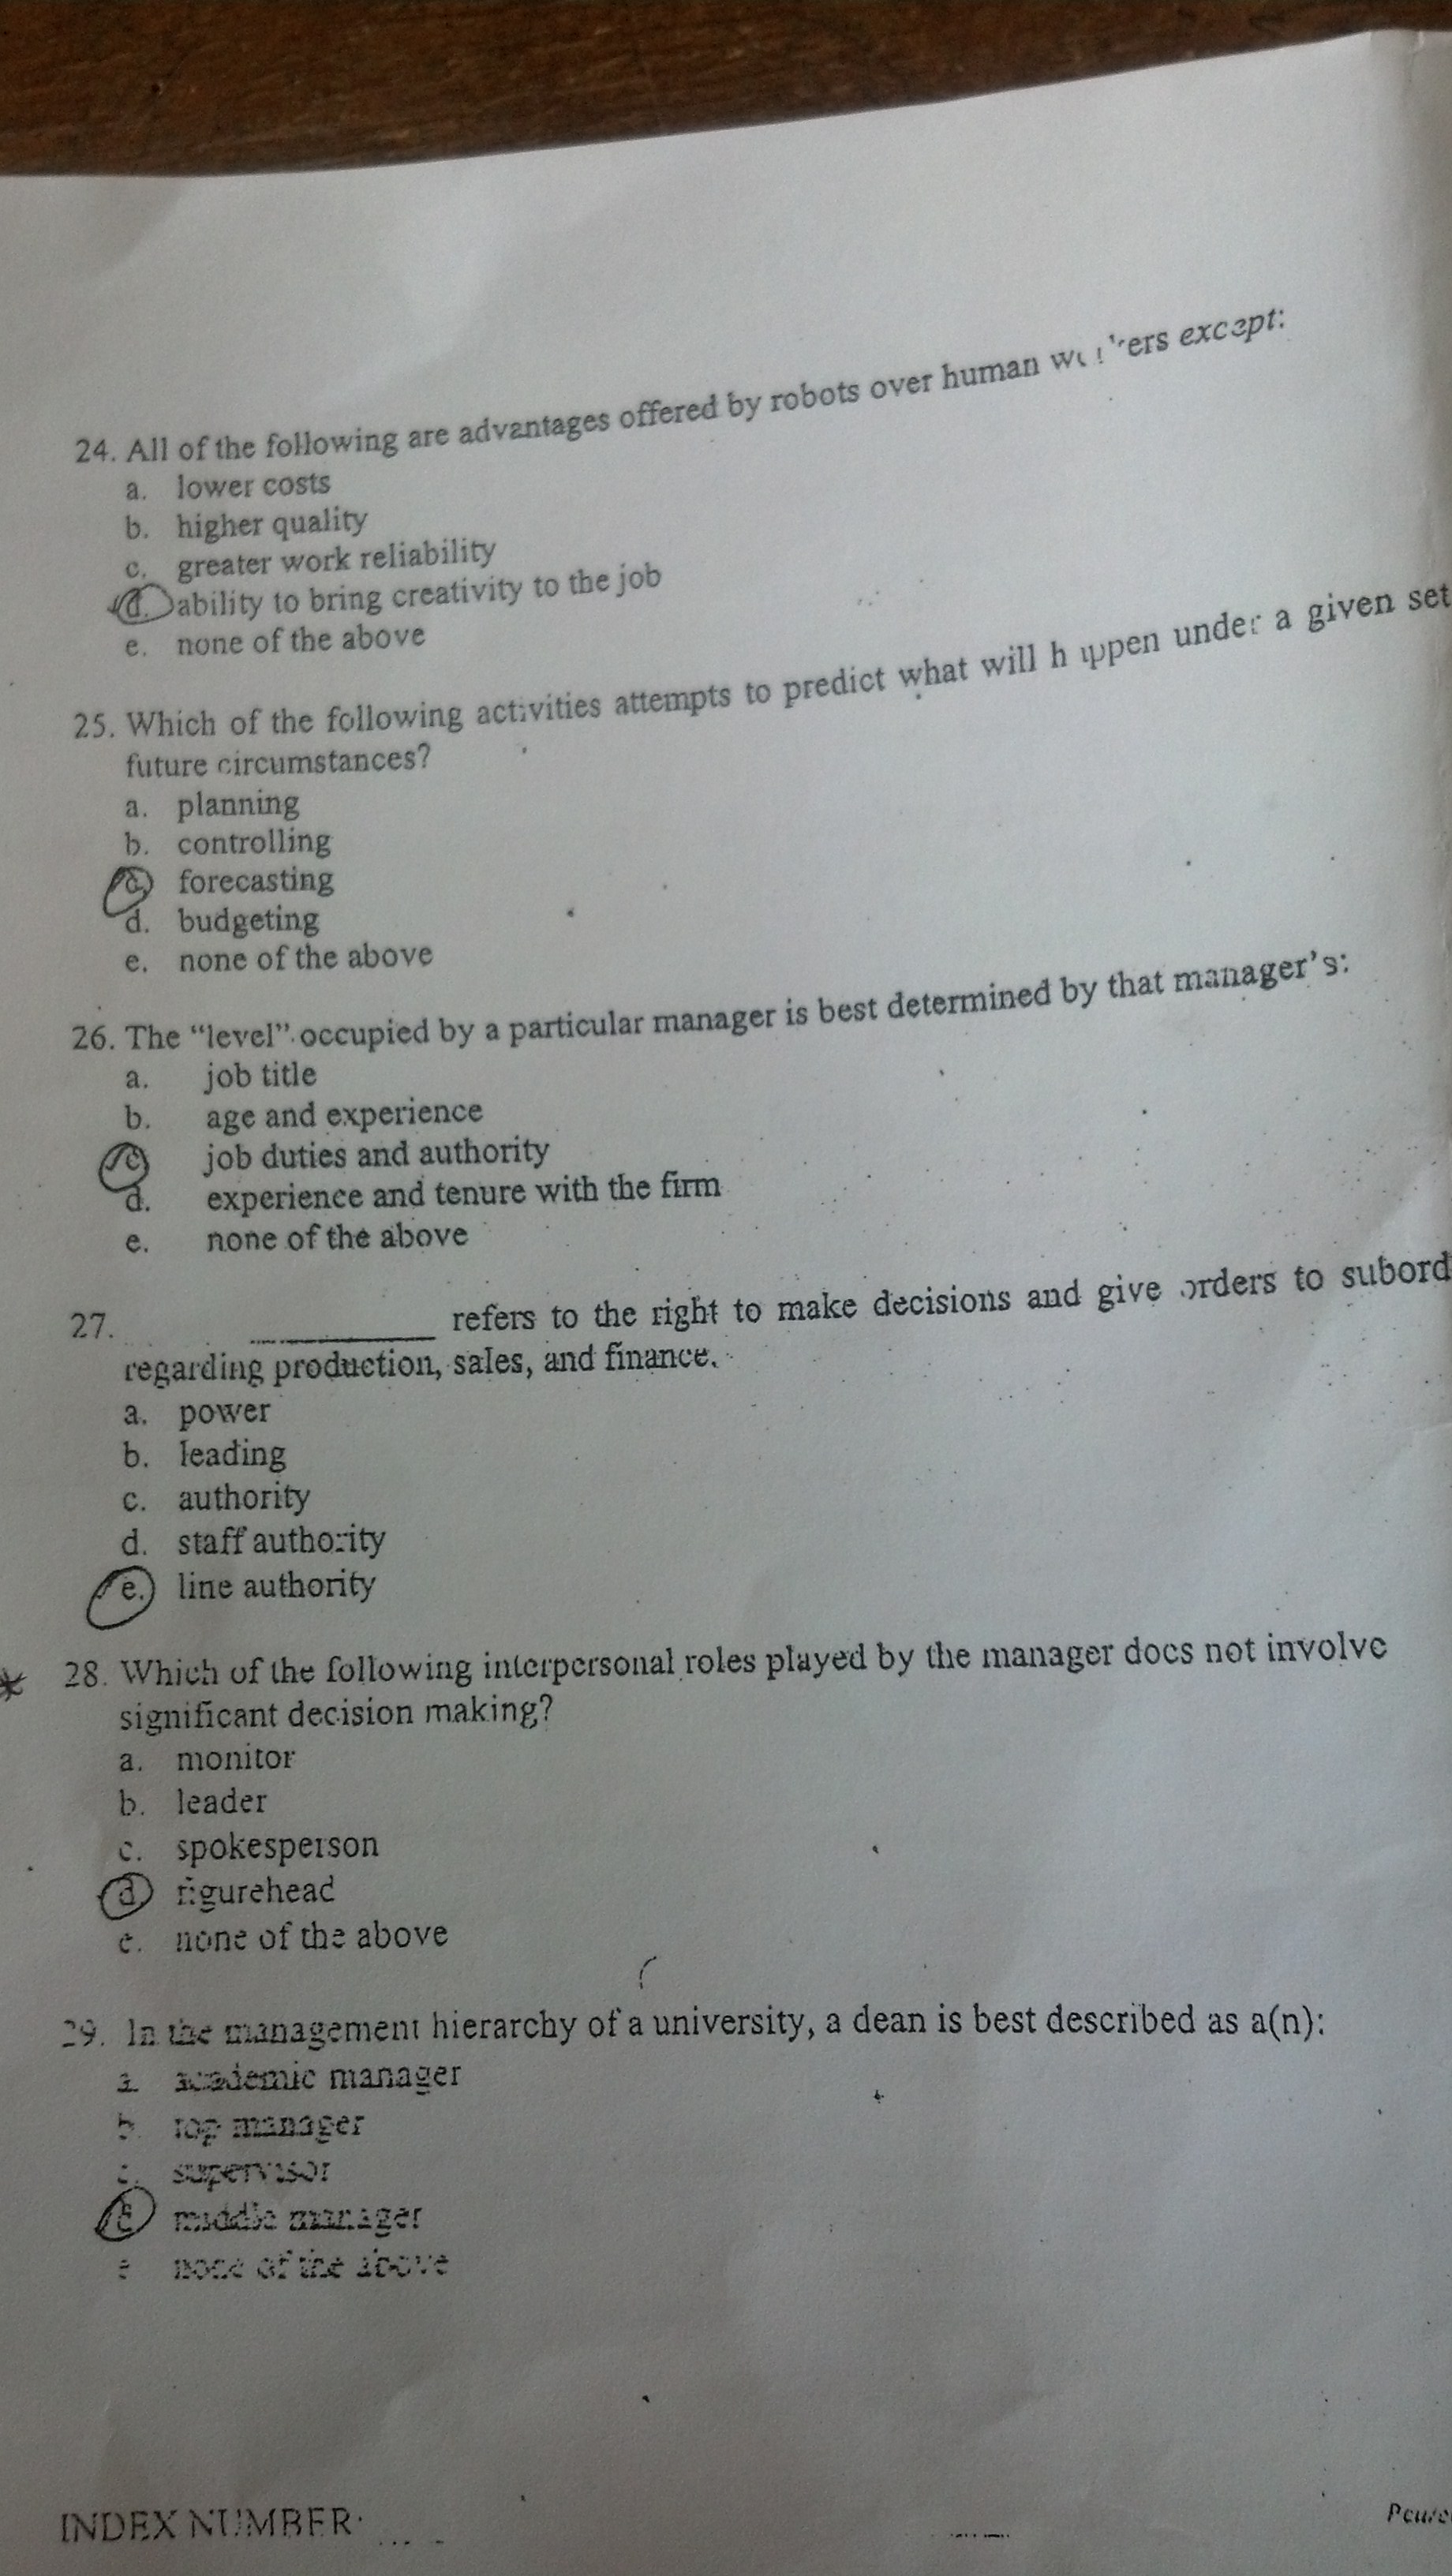 24. All of the following are advantages offered by robots over human workers except:
a. lower costs
b. higher quality
c. greater work reliability
d. ability to bring creativity to the job
e. none of the above
25. Which of the following activities attempts to predict what will happen under a given set
future circumstances?
a. planning
b. controlling
c. forecasting
d. budgeting
e. none of the above
26. The “level” occupied by a particular manager is best determined by that manager’s:
a. job title
b. age and experience
c. job duties and authority
d. experience and tenure with the firm
e. none of the above
27. ________ refers to the right to make decisions and give orders to subord
regarding production, sales, and finance.
a. power
b. leading
c. authority
d. staff authority
e. line authority
28. Which of the following interpersonal roles played by the manager does not involve
significant decision making?
a. monitor
b. leader
c. spokesperson
d. figurehead
e. none of the above
29. In the management hierarchy of a university, a dean is best described as a(n):
a. academic manager
b. top manager
c. supervisor
d. middle manager
e. none of the above
INDEX NUMBER: